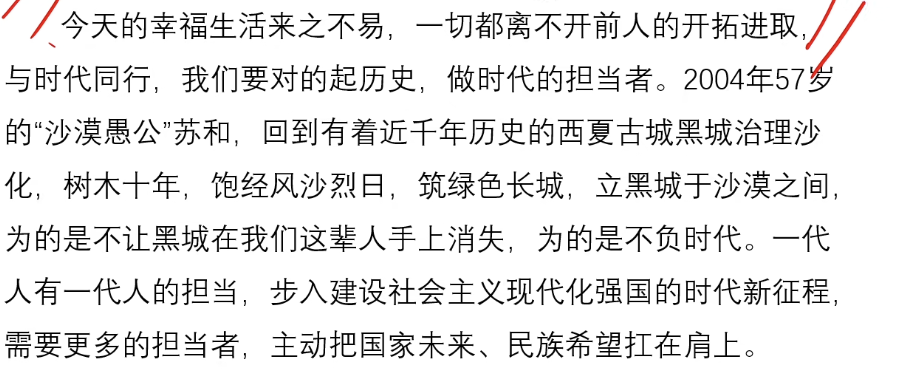 今天的幸福生活来之不易，一切都离不开前人的开拓进取，
与时代同行，我们要对的起历史，做时代的担当者。2004年57岁
的“沙漠愚公”苏和，回到有着近千年历史的西夏古城黑城治理沙
化，树木十年，饱经风沙烈日，筑绿色长城，立黑城于沙漠之间，
为的是不让黑城在我们这辈人手上消失，为的是不负时代。一代
人有一代人的担当，步入建设社会主义现代化强国的时代新征程，
需要更多的担当者，主动把国家未来、民族希望扛在肩上。